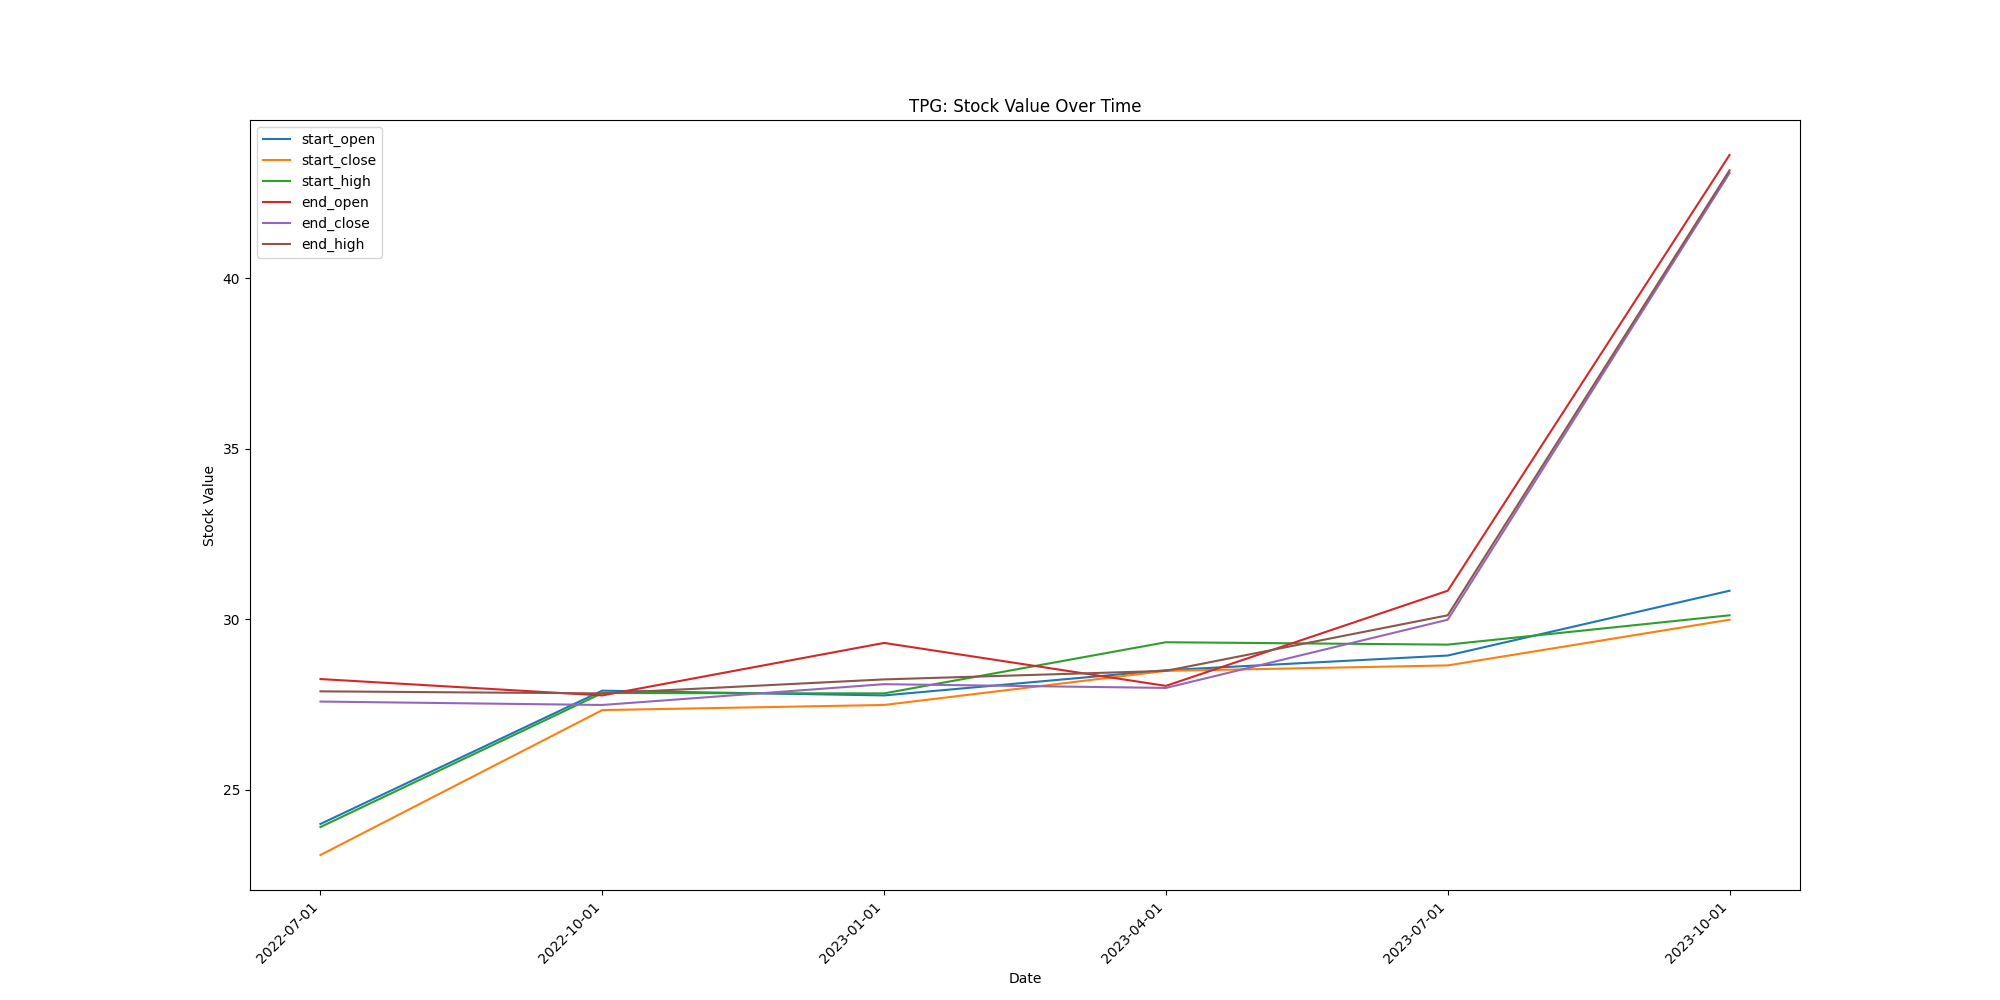 TPG: Stock Value Over Time
start_open
start_close
start_high
end_open
end_close
end_high
40
35
30
25
Stock Value
2022-07-01
2022-10-01
2023-01-01
2023-04-01
2023-07-01
2023-10-01
Date